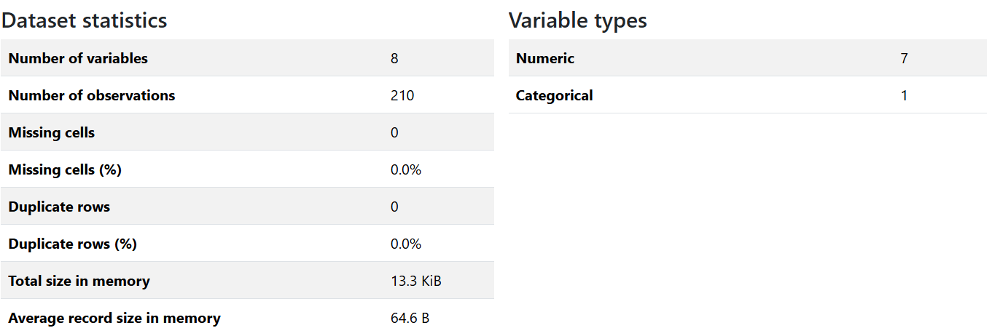 Dataset statistics
Number of variables 8
Number of observations 210
Missing cells 0
Missing cells (%) 0.0%
Duplicate rows 0
Duplicate rows (%) 0.0%
Total size in memory 13.3 KiB
Average record size in memory 64.6 B
Variable types
Numeric 7
Categorical 1